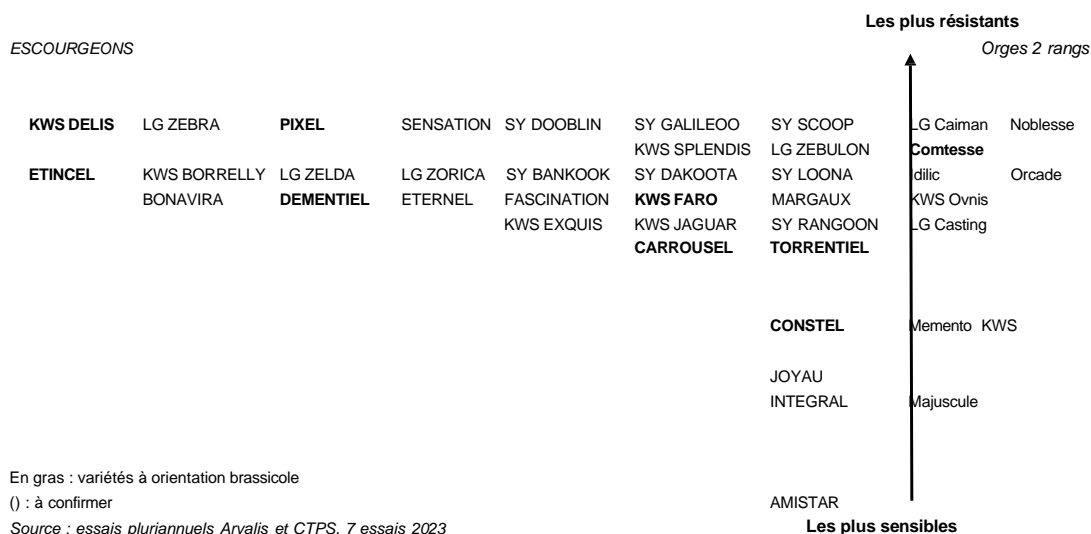 Les plus résistants
ESCOURGEONS Orges 2 rangs
KWS DELIS LG ZEBRA PIXEL SENSATION SY DOOBLIN SY GALILEOO SY SCOOP LG Caiman Noblesse
KWS SPLENDIS LG ZEBULON Comtesse
ETINCEL KWS BORRELLY LG ZELDA LG ZORICA SY BANKOOK SY DAKOOTA SY LOONA Idilic Orcade
BONAVIRA DEMENTIEL ETERNEL FASCINATION KWS FARO MARGAUX KWS Ovnis
KWS EXQUIS KWS JAGUAR SY RANGOON LG Casting
CARROUSEL TORRENTIEL
CONSTEL Memento KWS
JOYAU
INTEGRAL Majuscule
En gras : variétés à orientation brassicole
() : à confirmer AMISTAR
Source : essais pluriannuels Arvalis et CTPS, 7 essais 2023
Les plus sensibles